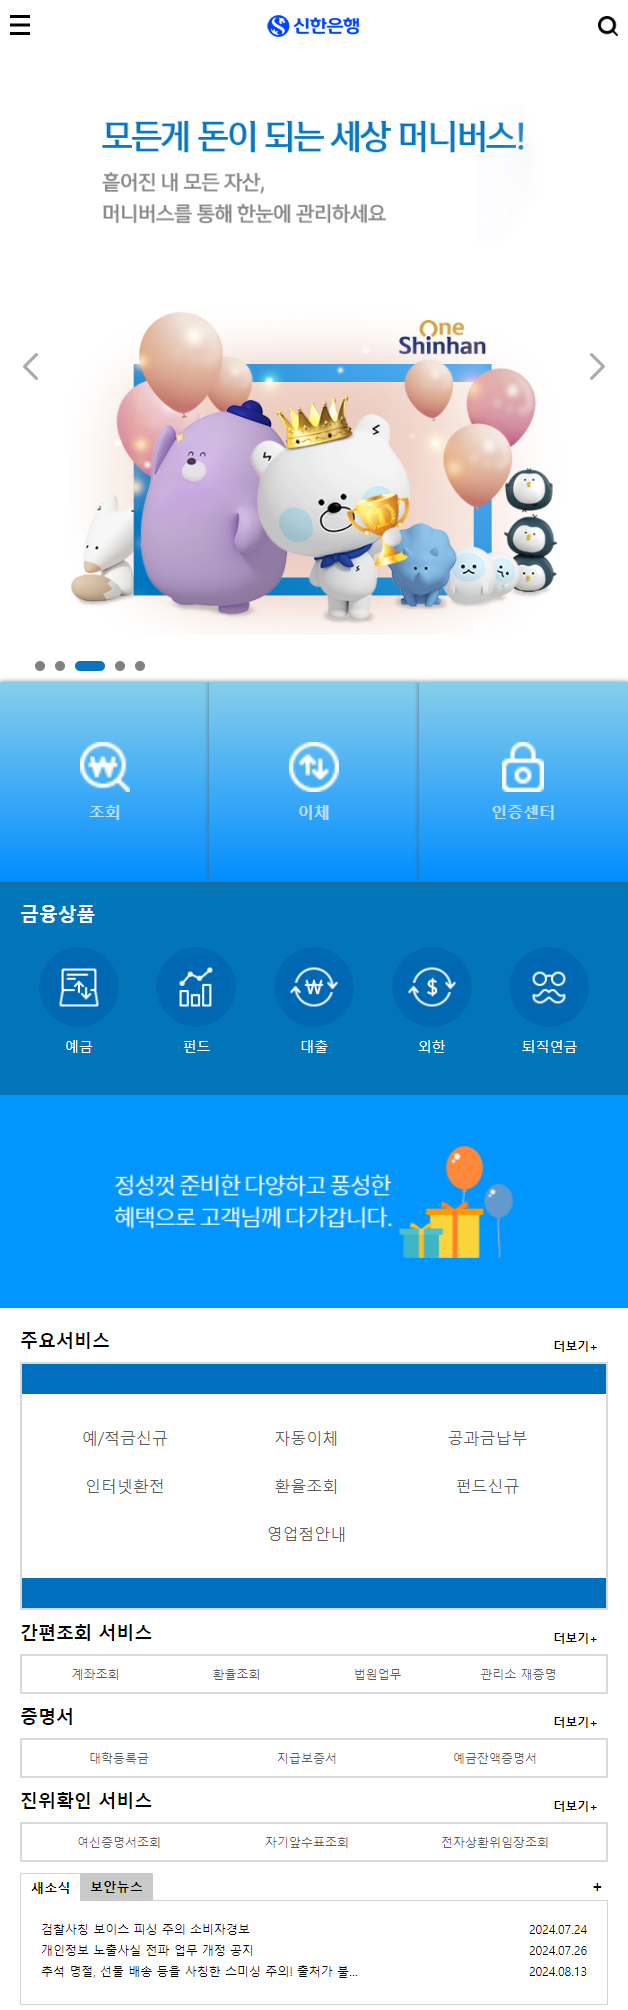 신한은행
모든게 돈이 되는 세상 머니버스!
흩어진 내 모든 자산,
머니버스를 통해 한눈에 관리하세요
One
Shinhan
조회 이체 인증센터
금융상품
예금 펀드 대출 외한 퇴직연금
정성껏 준비한 다양하고 풍성한
혜택으로 고객님께 다가갑니다.
주요서비스 더보기+
예/적금신규 자동이체 공과금납부
인터넷환전 환율조회 펀드신규
영업점안내
간편조회 서비스 더보기+
계좌조회 환율조회 법원업무 관리소 재증명
증명서 더보기+
대학등록금 지급보증서 예금잔액증명서
진위확인 서비스 더보기+
여신증명서조회 자기앞수표조회 전자상환위임장조회
새소식 보안뉴스 +
검찰사칭 보이스 피싱 주의 소비자경보 2024.07.24
개인정보 노출사실 전파 업무 개정 공지 2024.07.26
추석 명절, 선물 배송 등을 사칭한 스미싱 주의! 출처가 불... 2024.08.13